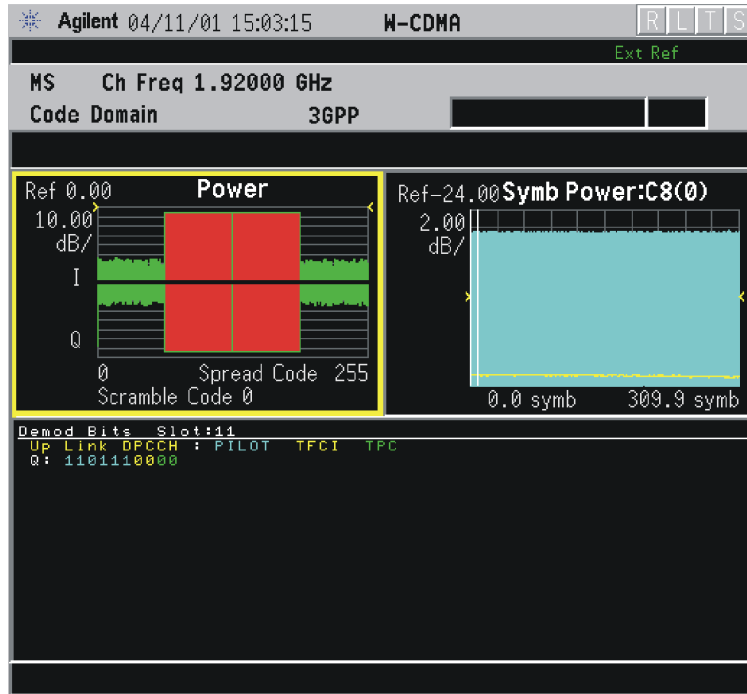 Agilent 04/11/01 15:03:15 W-CDMA R L T S
Ext Ref
MS Ch Freq 1.92000 GHz
Code Domain 3GPP
Ref 0.00 Power
10.00
dB/
I
Q
0 Spread Code 255
Scramble Code 0
Ref-24.00 Symb Power:C8(0)
2.00
dB/
0.0 symb 309.9 symb
Demod Bits Slot:11
Up Link DPCCH : PILOT TFCI TPC
Q: 1101110000